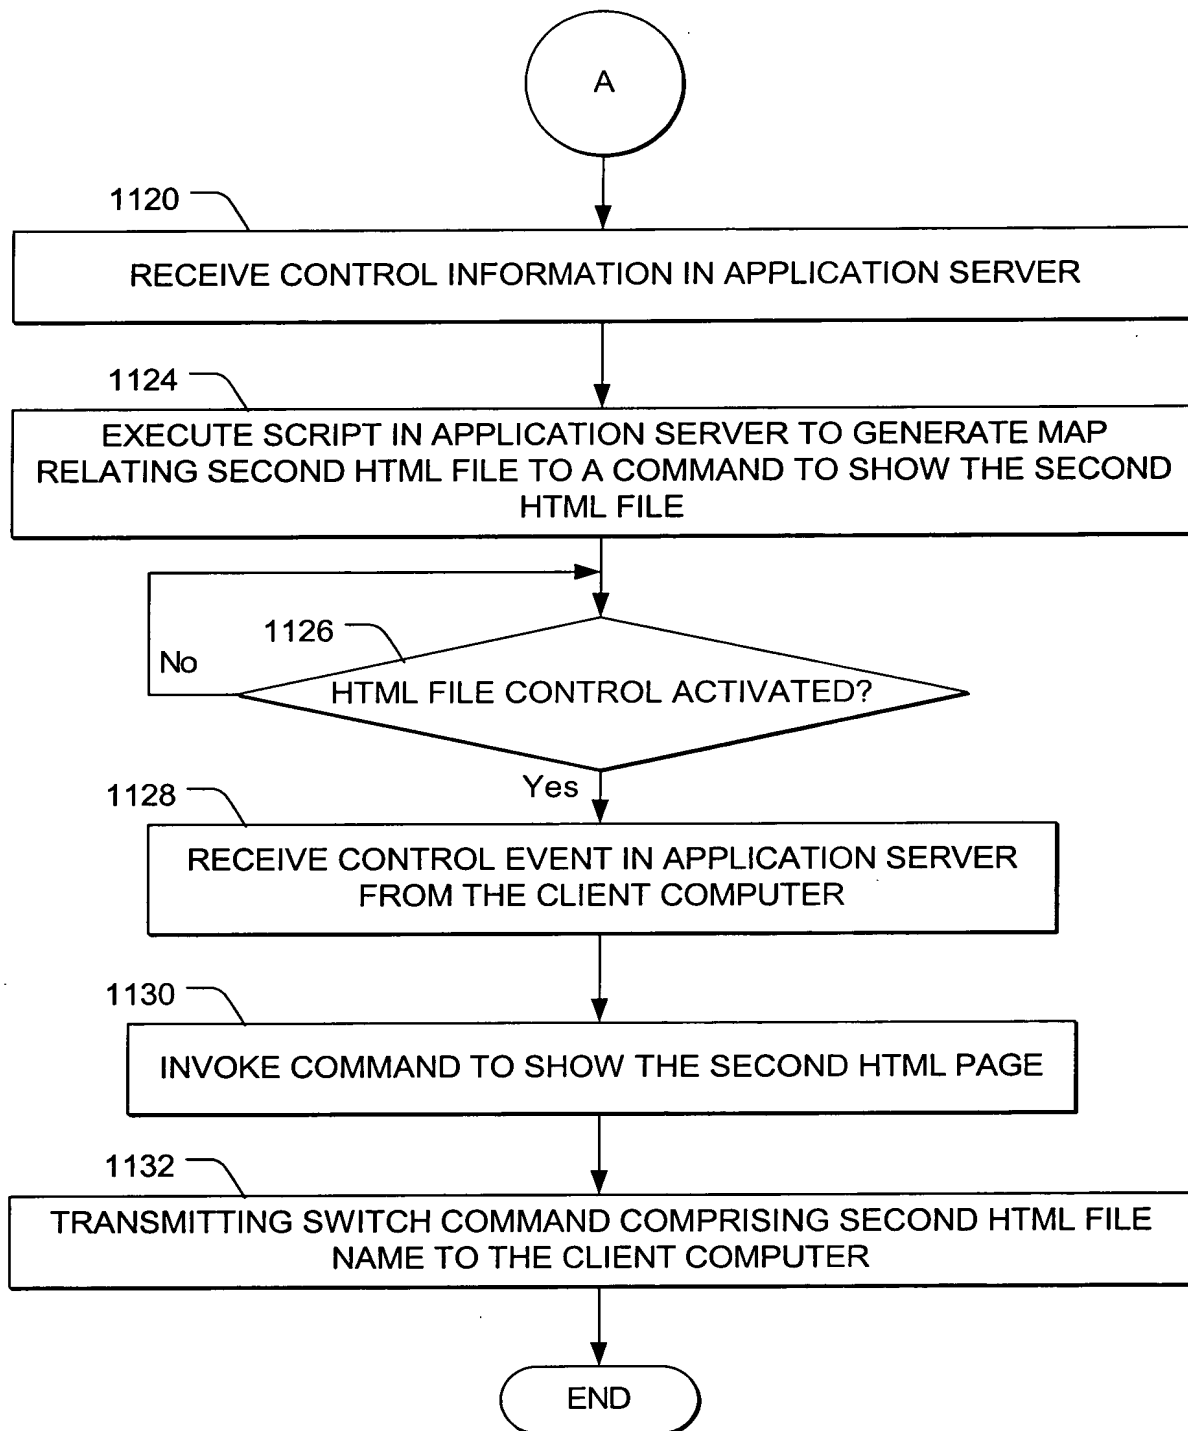 A
1120
RECEIVE CONTROL INFORMATION IN APPLICATION SERVER
1124
EXECUTE SCRIPT IN APPLICATION SERVER TO GENERATE MAP
RELATING SECOND HTML FILE TO A COMMAND TO SHOW THE SECOND
HTML FILE
1126
No
HTML FILE CONTROL ACTIVATED?
Yes
1128
RECEIVE CONTROL EVENT IN APPLICATION SERVER
FROM THE CLIENT COMPUTER
1130
INVOKE COMMAND TO SHOW THE SECOND HTML PAGE
1132
TRANSMITTING SWITCH COMMAND COMPRISING SECOND HTML FILE
NAME TO THE CLIENT COMPUTER
END